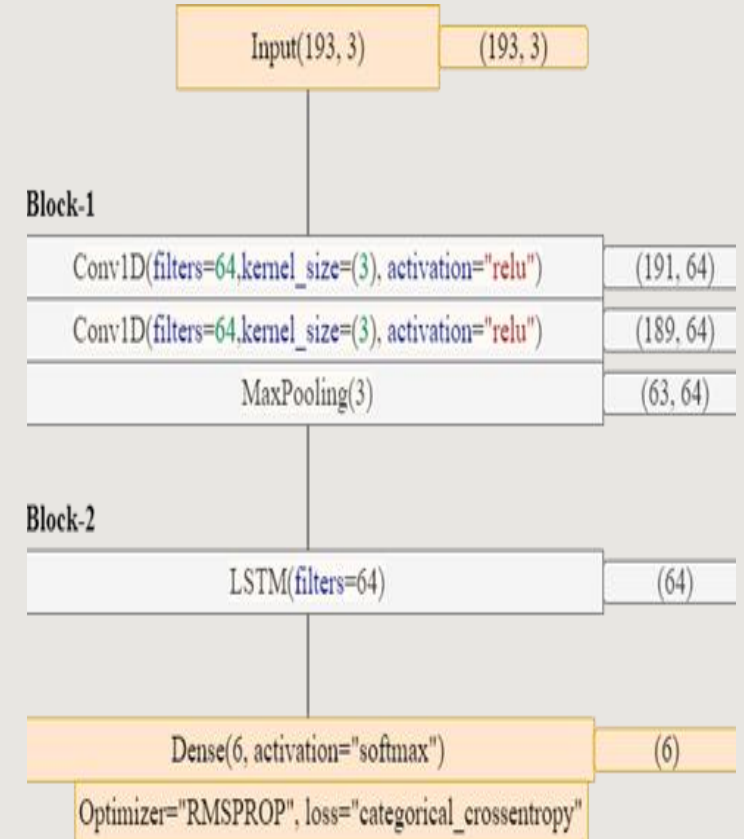 Input(193, 3) (193, 3)
Block-1
Conv1D(filters=64,kernel_size=(3), activation="relu") (191, 64)
Conv1D(filters=64,kernel_size=(3), activation="relu") (189, 64)
MaxPooling(3) (63, 64)
Block-2
LSTM(filters=64) (64)
Dense(6, activation="softmax") (6)
Optimizer="RMSPROP", loss="categorical_crossentropy"